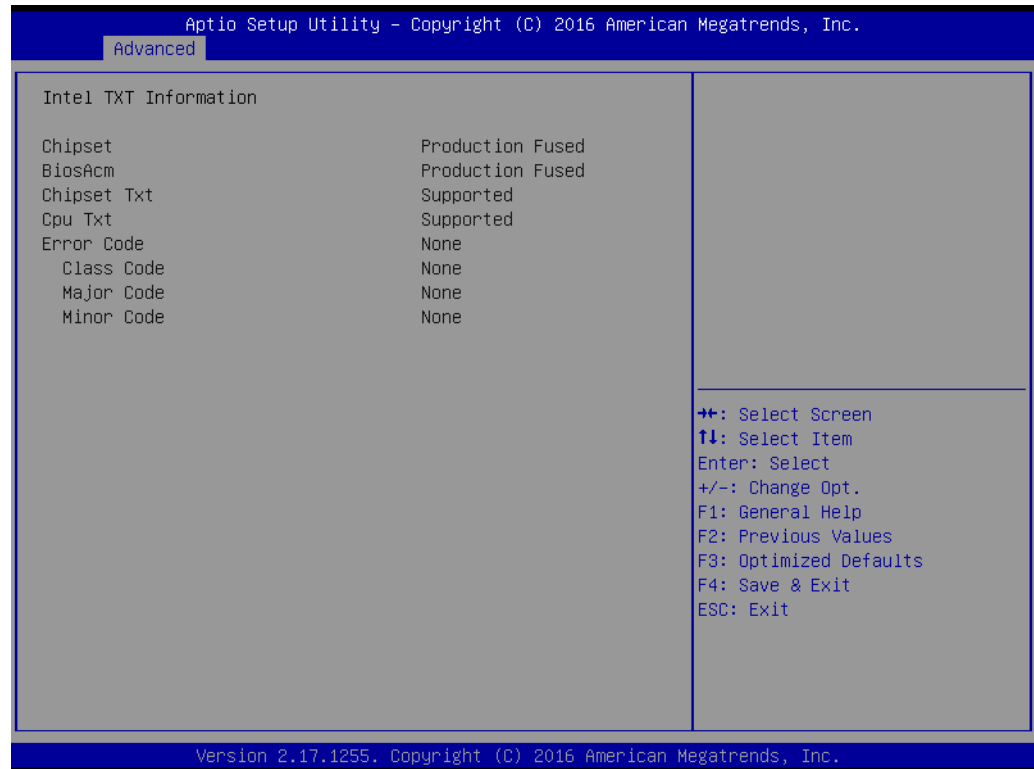 Aptio Setup Utility – Copyright (C) 2016 American Megatrends, Inc.
Advanced
Intel TXT Information
Chipset Production Fused
BiosAcm Production Fused
Chipset Txt Supported
Cpu Txt Supported
Error Code None
Class Code None
Major Code None
Minor Code None
→←: Select Screen
↑↓: Select Item
Enter: Select
+/-: Change Opt.
F1: General Help
F2: Previous Values
F3: Optimized Defaults
F4: Save & Exit
ESC: Exit
Version 2.17.1255. Copyright (C) 2016 American Megatrends, Inc.